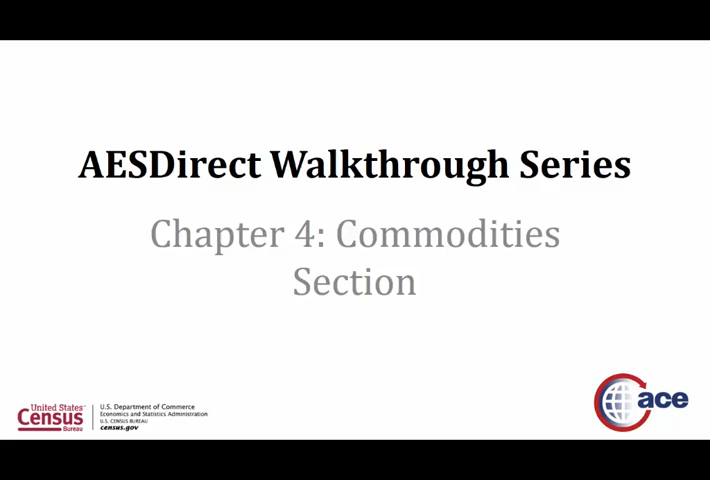 AESDirect Walkthrough Series
Chapter 4: Commodities
Section
United States™
Census
Bureau
U.S. Department of Commerce
Economics and Statistics Administration
U.S. CENSUS BUREAU
census.gov
ace